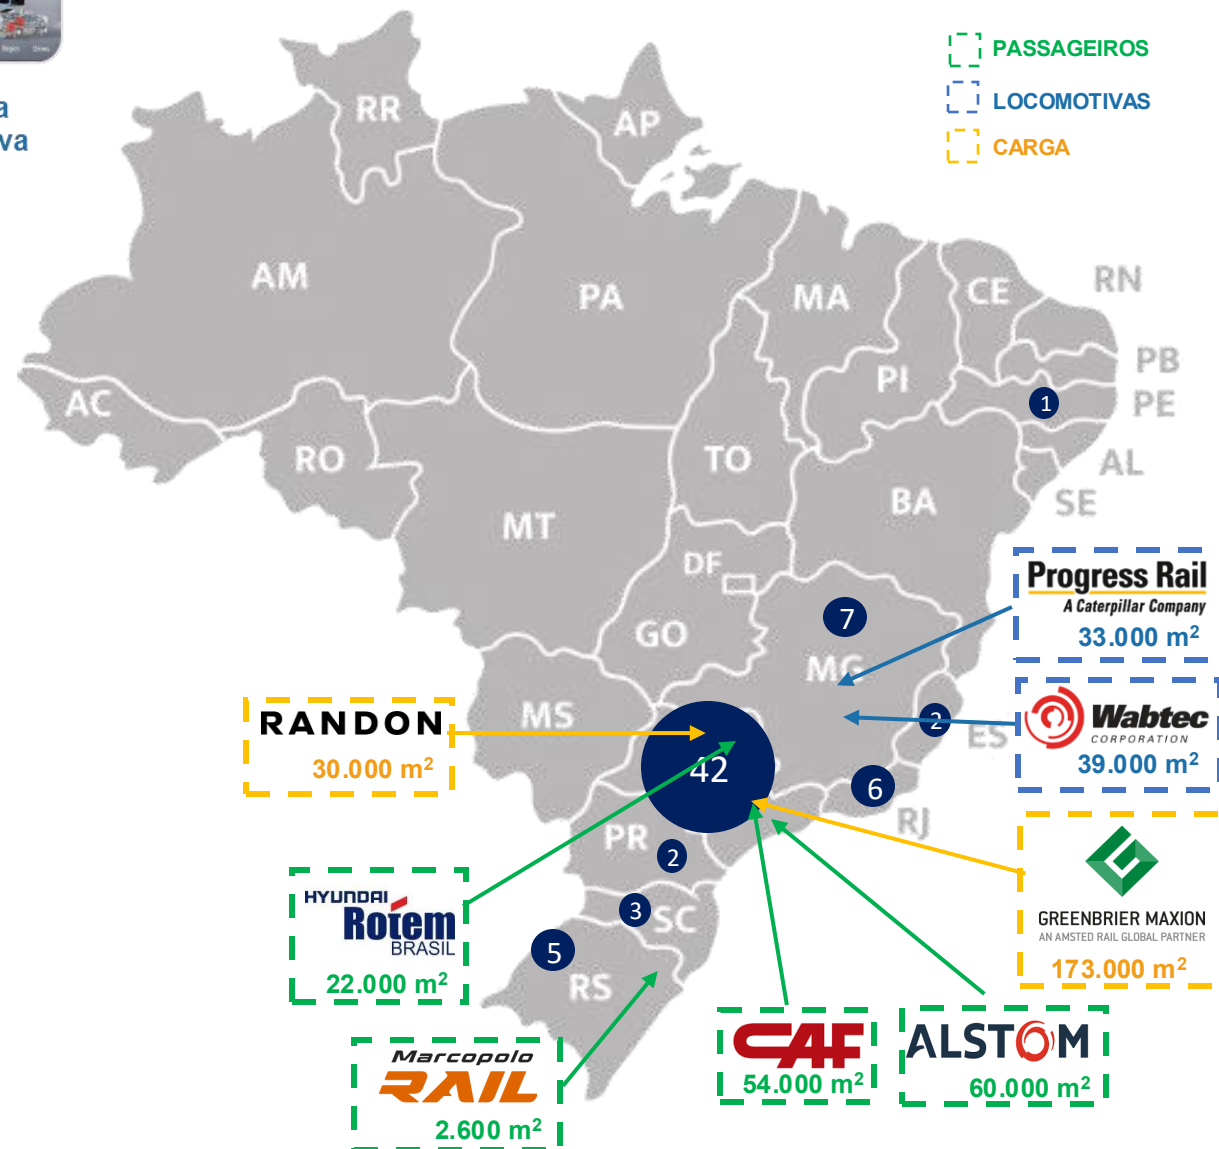 Bogies
Drives
a
va
PASSAGEIROS
LOCOMOTIVAS
CARGA
RR
AP
AM
PA
MA
CE
RN
PB
PI
PE
1
AC
RO
TO
AL
SE
BA
MT
DF
GO
7
MG
MS
42
2
ES
6
RJ
PR
2
3
SC
5
RS
Progress Rail
A Caterpillar Company
33.000 m²
Wabtec
CORPORATION
39.000 m²
RANDON
30.000 m²
GREENBRIER MAXION
AN AMSTED RAIL GLOBAL PARTNER
173.000 m²
HYUNDAI
Rotem
BRASIL
22.000 m²
Marcopolo
RAIL
2.600 m²
CAF
54.000 m²
ALSTOM
60.000 m²